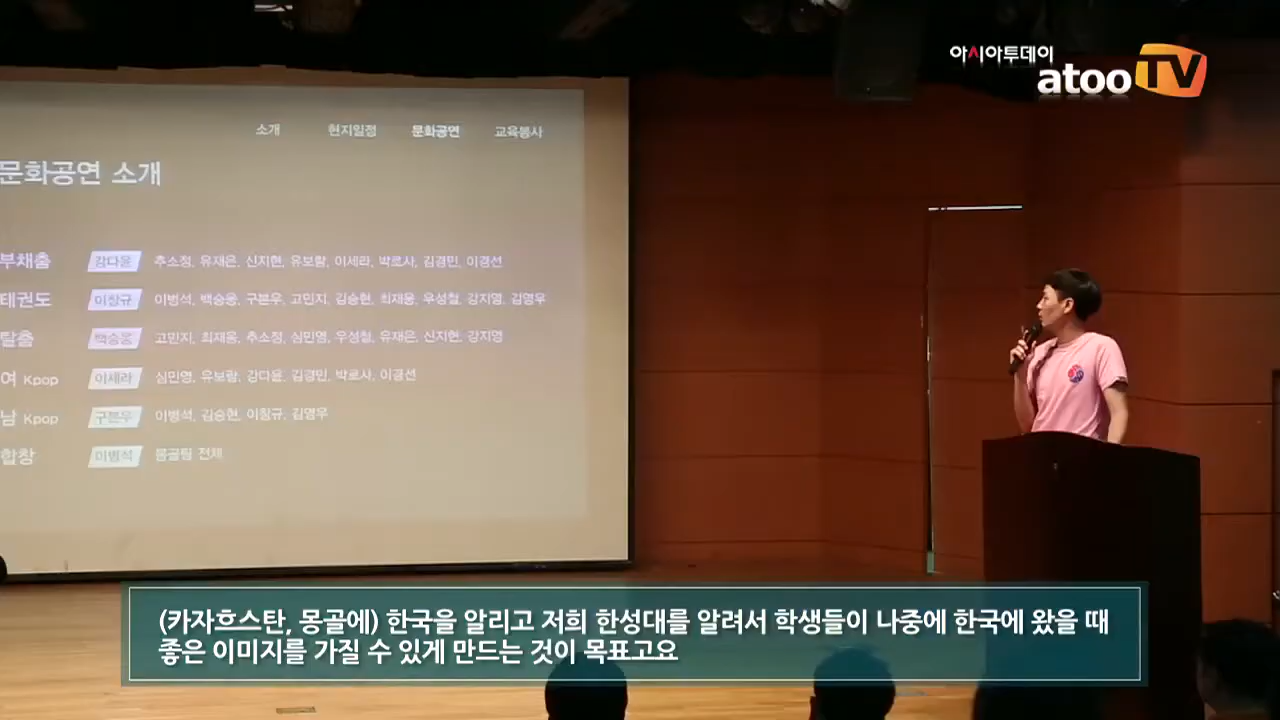 아시아투데이
atooTV
소개 현지일정 문화공연 교육봉사
문화공연 소개
부채춤 강다윤 추소정, 유재은, 신지현, 유보람, 이세라, 박로사, 김경민, 이경선
태권도 이창규 이범석, 백승웅, 구본우, 고민지, 김승현, 최재웅, 우성철, 강지영, 김영우
탈춤 백승웅 고민지, 최재웅, 추소정, 심민영, 우성철, 유재은, 신지현, 강지영
여 Kpop 이세라 심민영, 유보람, 강다윤, 김경민, 박로사, 이경선
남 Kpop 구본우 이범석, 김승현, 이창규, 김영우
합창 이범석 몽골팀 전체
(카자흐스탄, 몽골에) 한국을 알리고 저희 한성대를 알려서 학생들이 나중에 한국에 왔을 때
좋은 이미지를 가질 수 있게 만드는 것이 목표고요